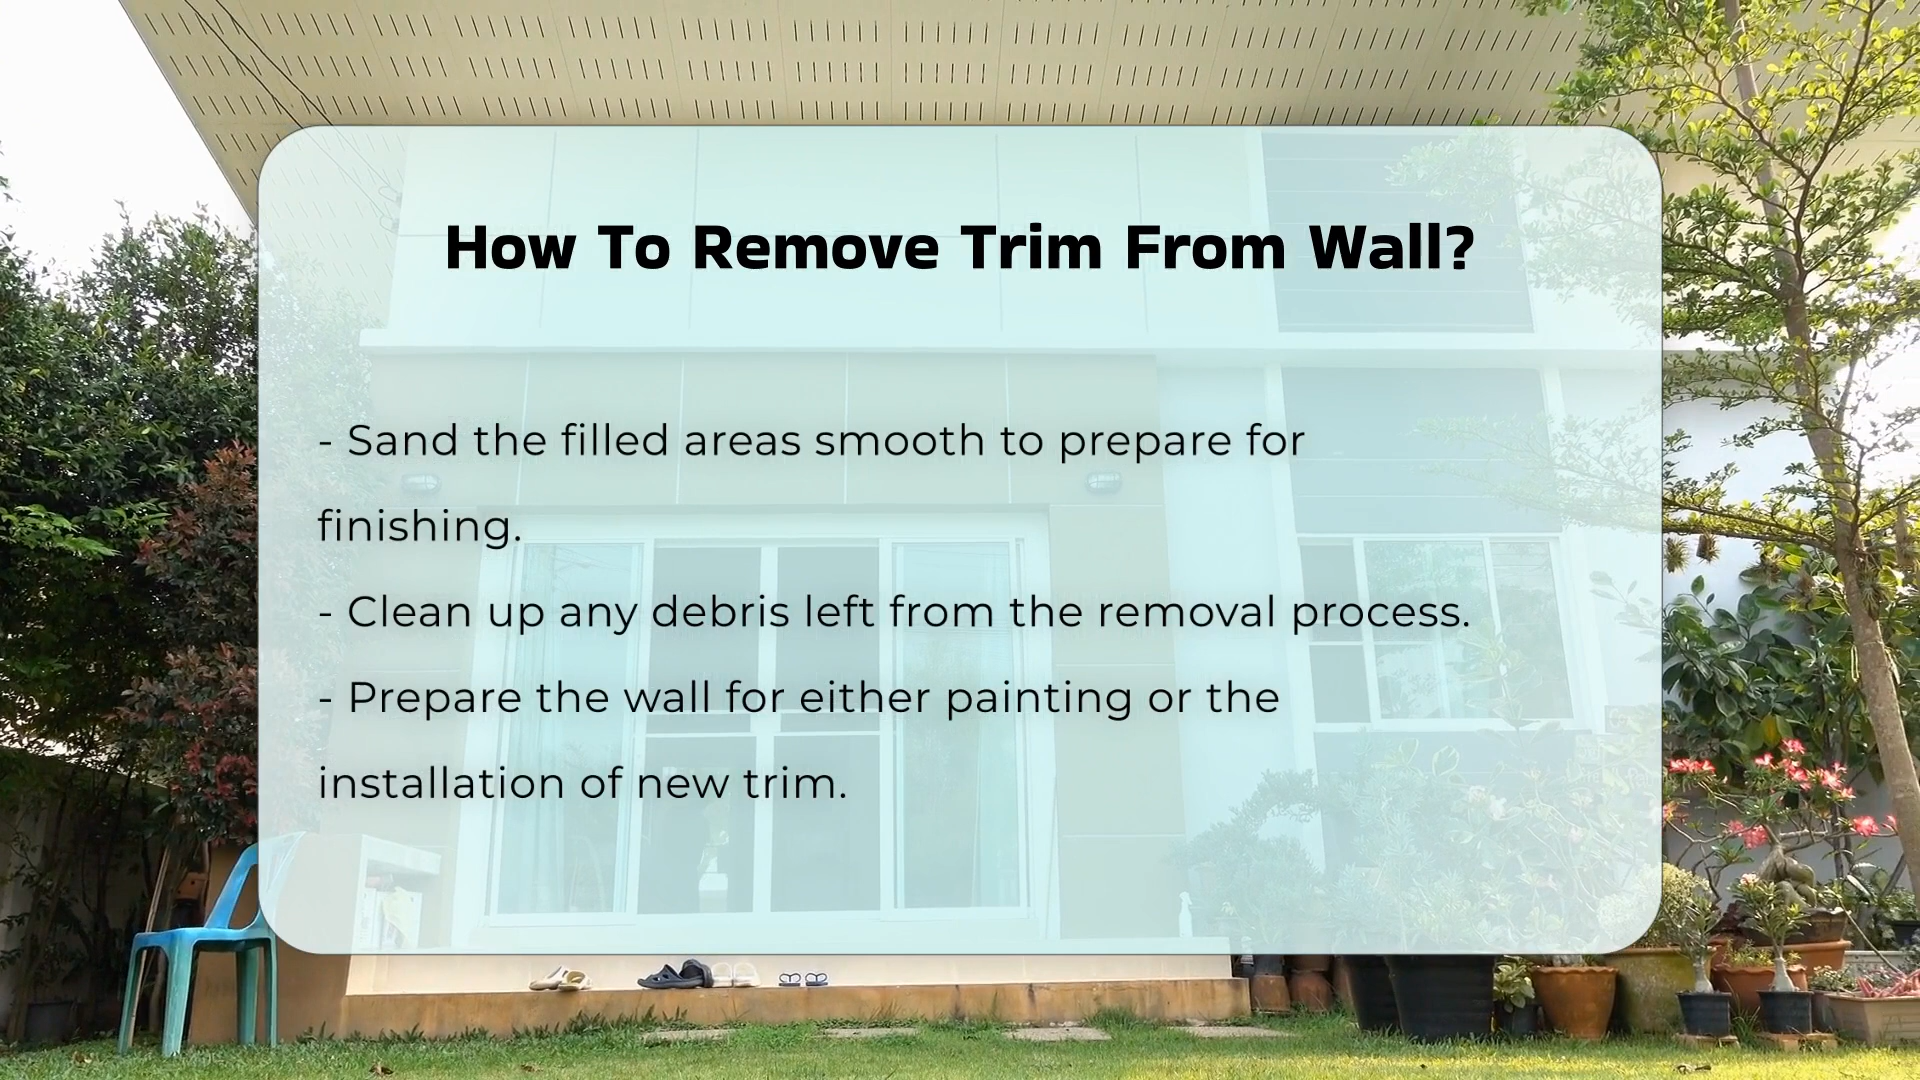 How To Remove Trim From Wall?
- Sand the filled areas smooth to prepare for
finishing.
- Clean up any debris left from the removal process.
- Prepare the wall for either painting or the
installation of new trim.